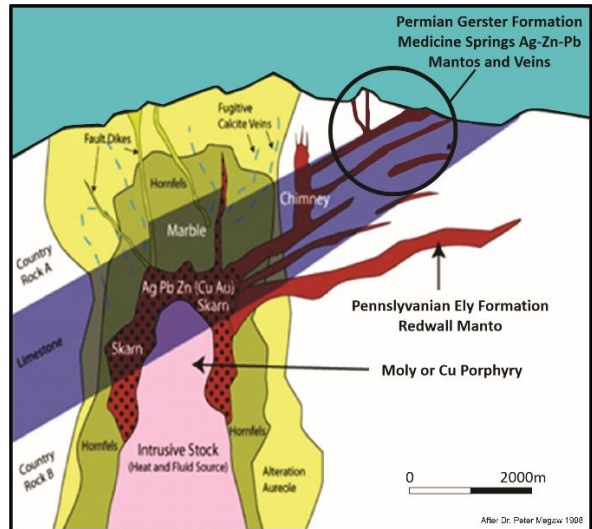 Permian Gerster Formation
Medicine Springs Ag-Zn-Pb
Mantos and Veins
Fugitive
Calcite Veins
Fault Dikes
Hornfels
Chimney
Marble
Country
Rock A
Ag Pb Zn (Cu Au)
Skarn
Pennslyvanian Ely Formation
Redwall Manto
Limestone
Skarn
Moly or Cu Porphyry
Country
Rock B
Hornfels
Hornfels
Intrusive Stock
(Heat and Fluid Source)
Alteration
Aureole
0 2000m
After Dr. Peter Megaw 1998